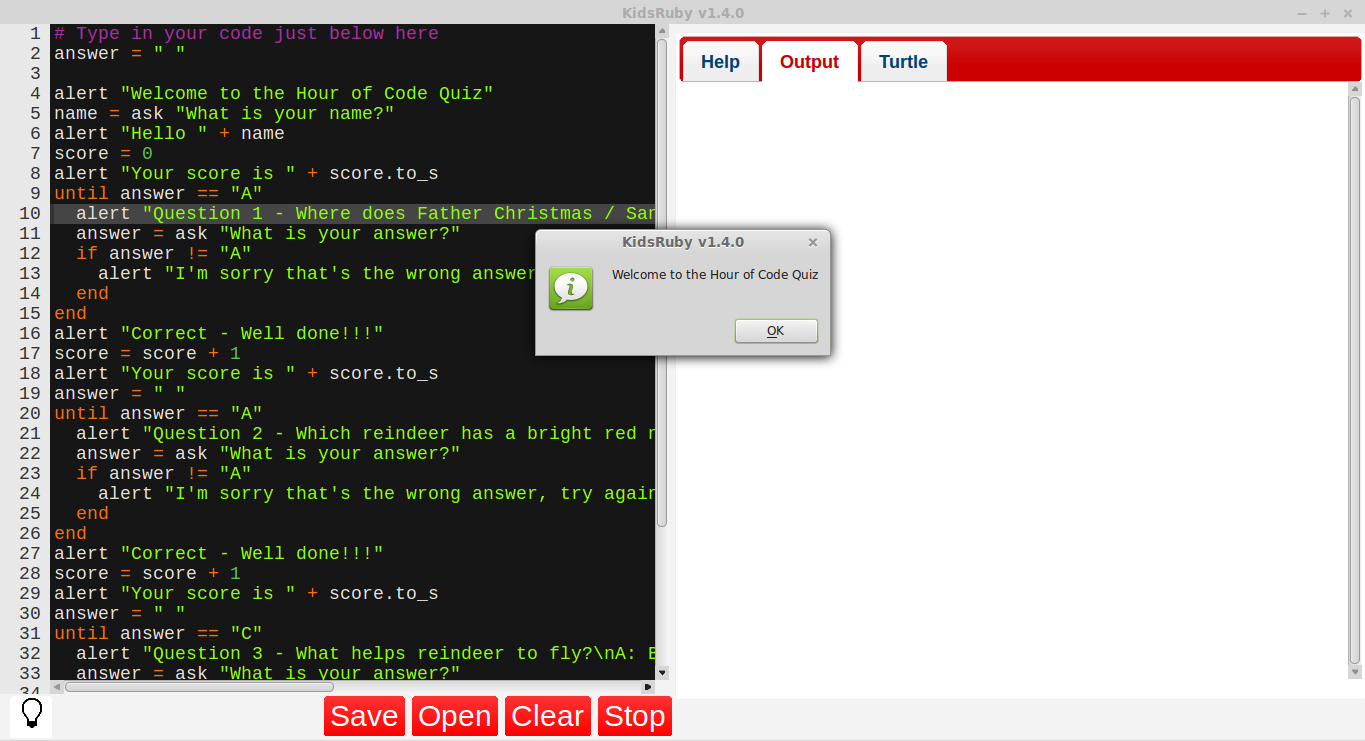 KidsRuby v1.4.0
1 # Type in your code just below here
2 answer = " "
3
4 alert "Welcome to the Hour of Code Quiz"
5 name = ask "What is your name?"
6 alert "Hello " + name
7 score = 0
8 alert "Your score is " + score.to_s
9 until answer == "A"
10   alert "Question 1 - Where does Father Christmas / San
11   answer = ask "What is your answer?"
12   if answer != "A"
13     alert "I'm sorry that's the wrong answer
14   end
15 end
16 alert "Correct - Well done!!!"
17 score = score + 1
18 alert "Your score is " + score.to_s
19 answer = " "
20 until answer == "A"
21   alert "Question 2 - Which reindeer has a bright red
22   answer = ask "What is your answer?"
23   if answer != "A"
24     alert "I'm sorry that's the wrong answer, try again
25   end
26 end
27 alert "Correct - Well done!!!"
28 score = score + 1
29 alert "Your score is " + score.to_s
30 answer = " "
31 until answer == "C"
32   alert "Question 3 - What helps reindeer to fly?\nA:
33   answer = ask "What is your answer?"
34
Help Output Turtle
KidsRuby v1.4.0
Welcome to the Hour of Code Quiz
OK
Save Open Clear Stop